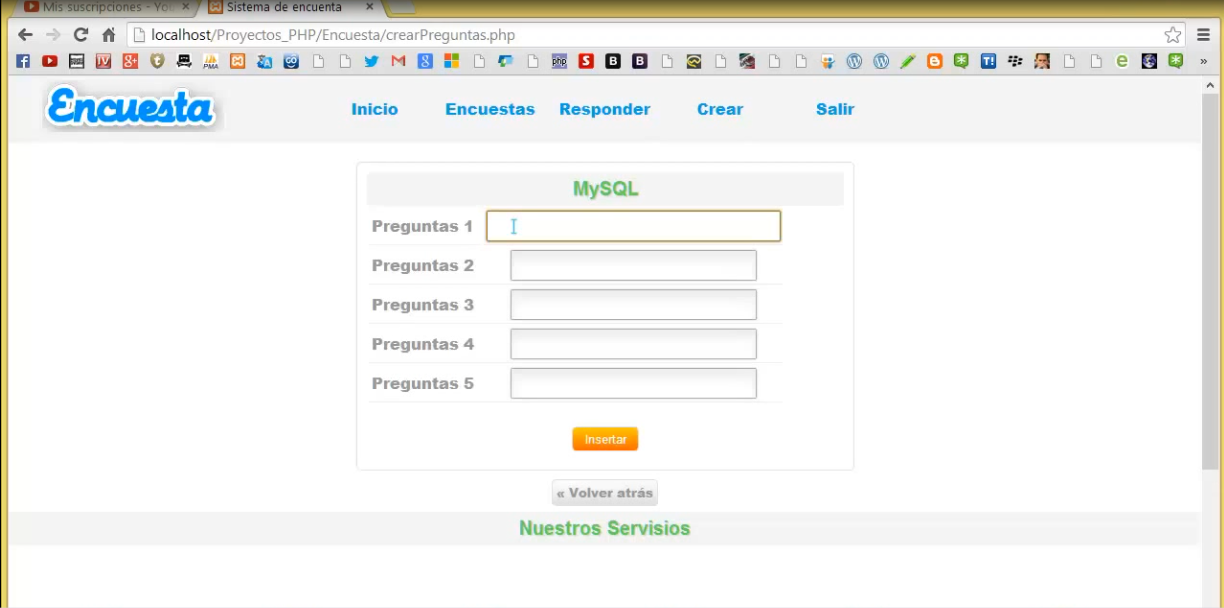 Mis suscripciones - You
Sistema de encuenta
localhost/Proyectos_PHP/Encuesta/crearPreguntas.php
Encuesta
Inicio Encuestas Responder Crear Salir
MySQL
Preguntas 1
Preguntas 2
Preguntas 3
Preguntas 4
Preguntas 5
Insertar
« Volver atrás
Nuestros Servisios